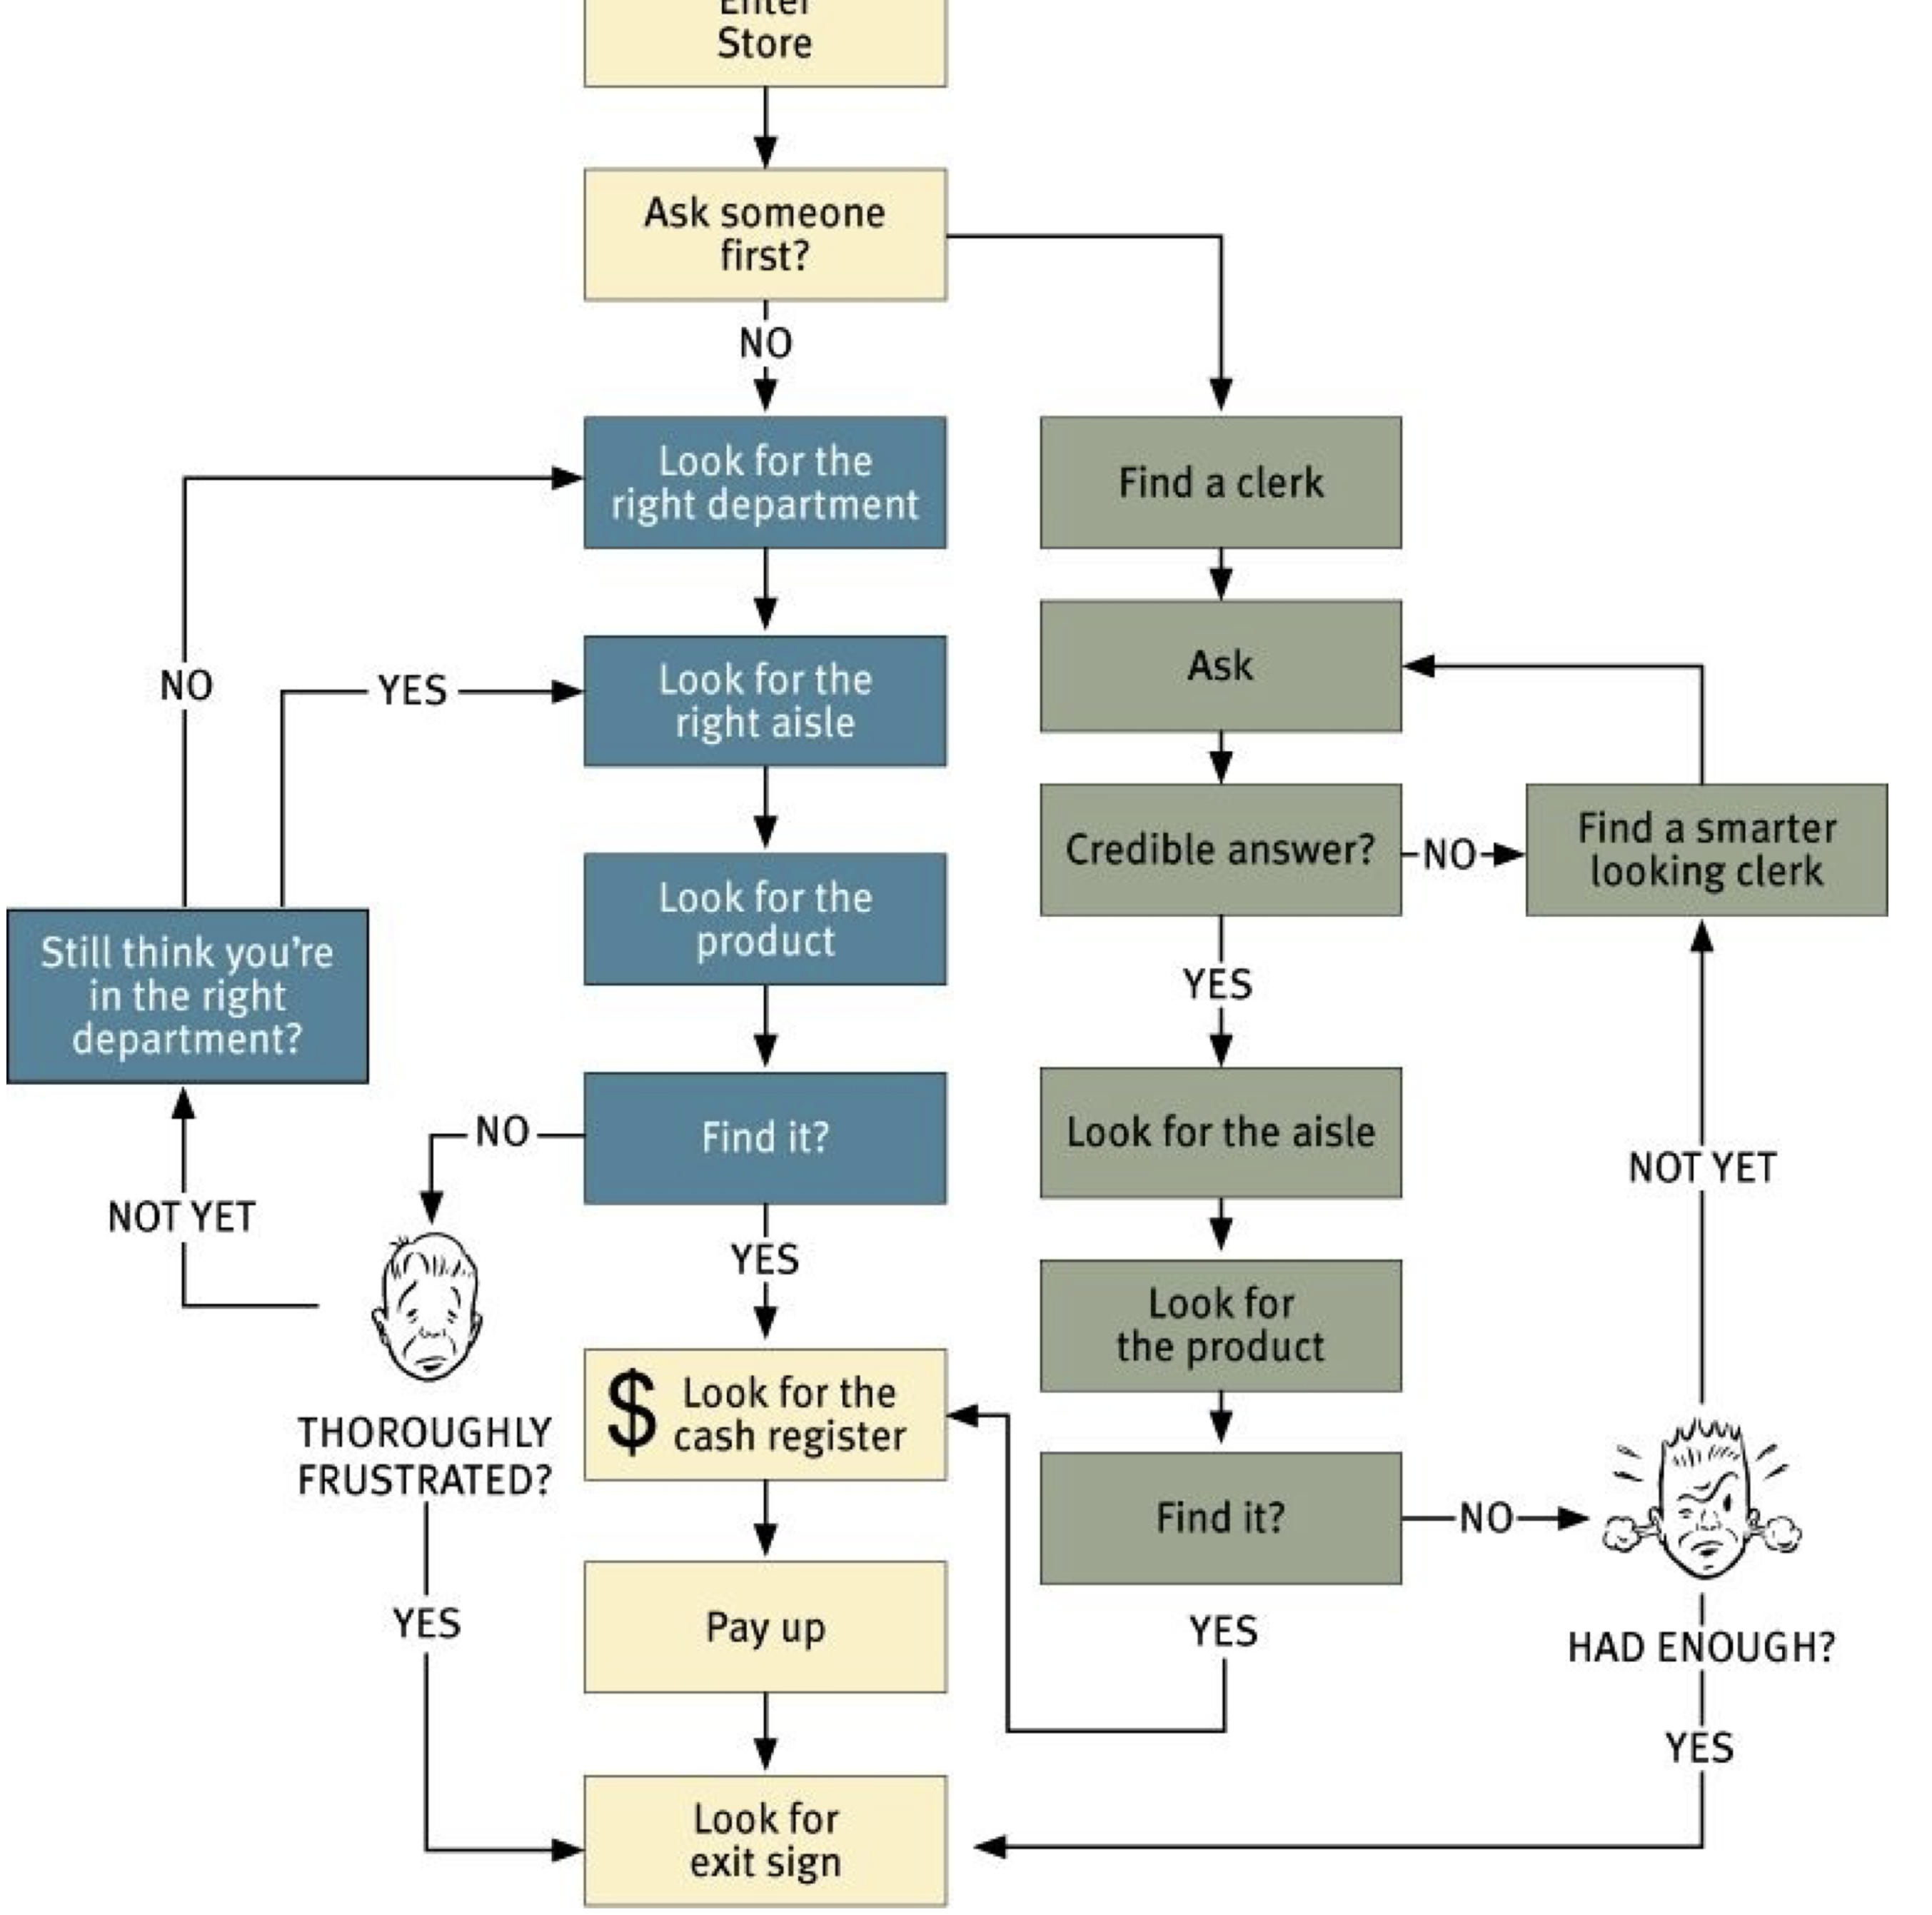 Enter
Store
Ask someone
first?
NO
Look for the
right department
Find a clerk
Ask
NO
YES
Look for the
right aisle
Credible answer?
NO
Find a smarter
looking clerk
Look for the
product
Still think you're
in the right
department?
YES
NO
Find it?
Look for the aisle
NOT YET
NOT YET
YES
Look for
the product
$
Look for the
cash register
THOROUGHLY
FRUSTRATED?
Find it?
NO
YES
Pay up
YES
HAD ENOUGH?
YES
Look for
exit sign